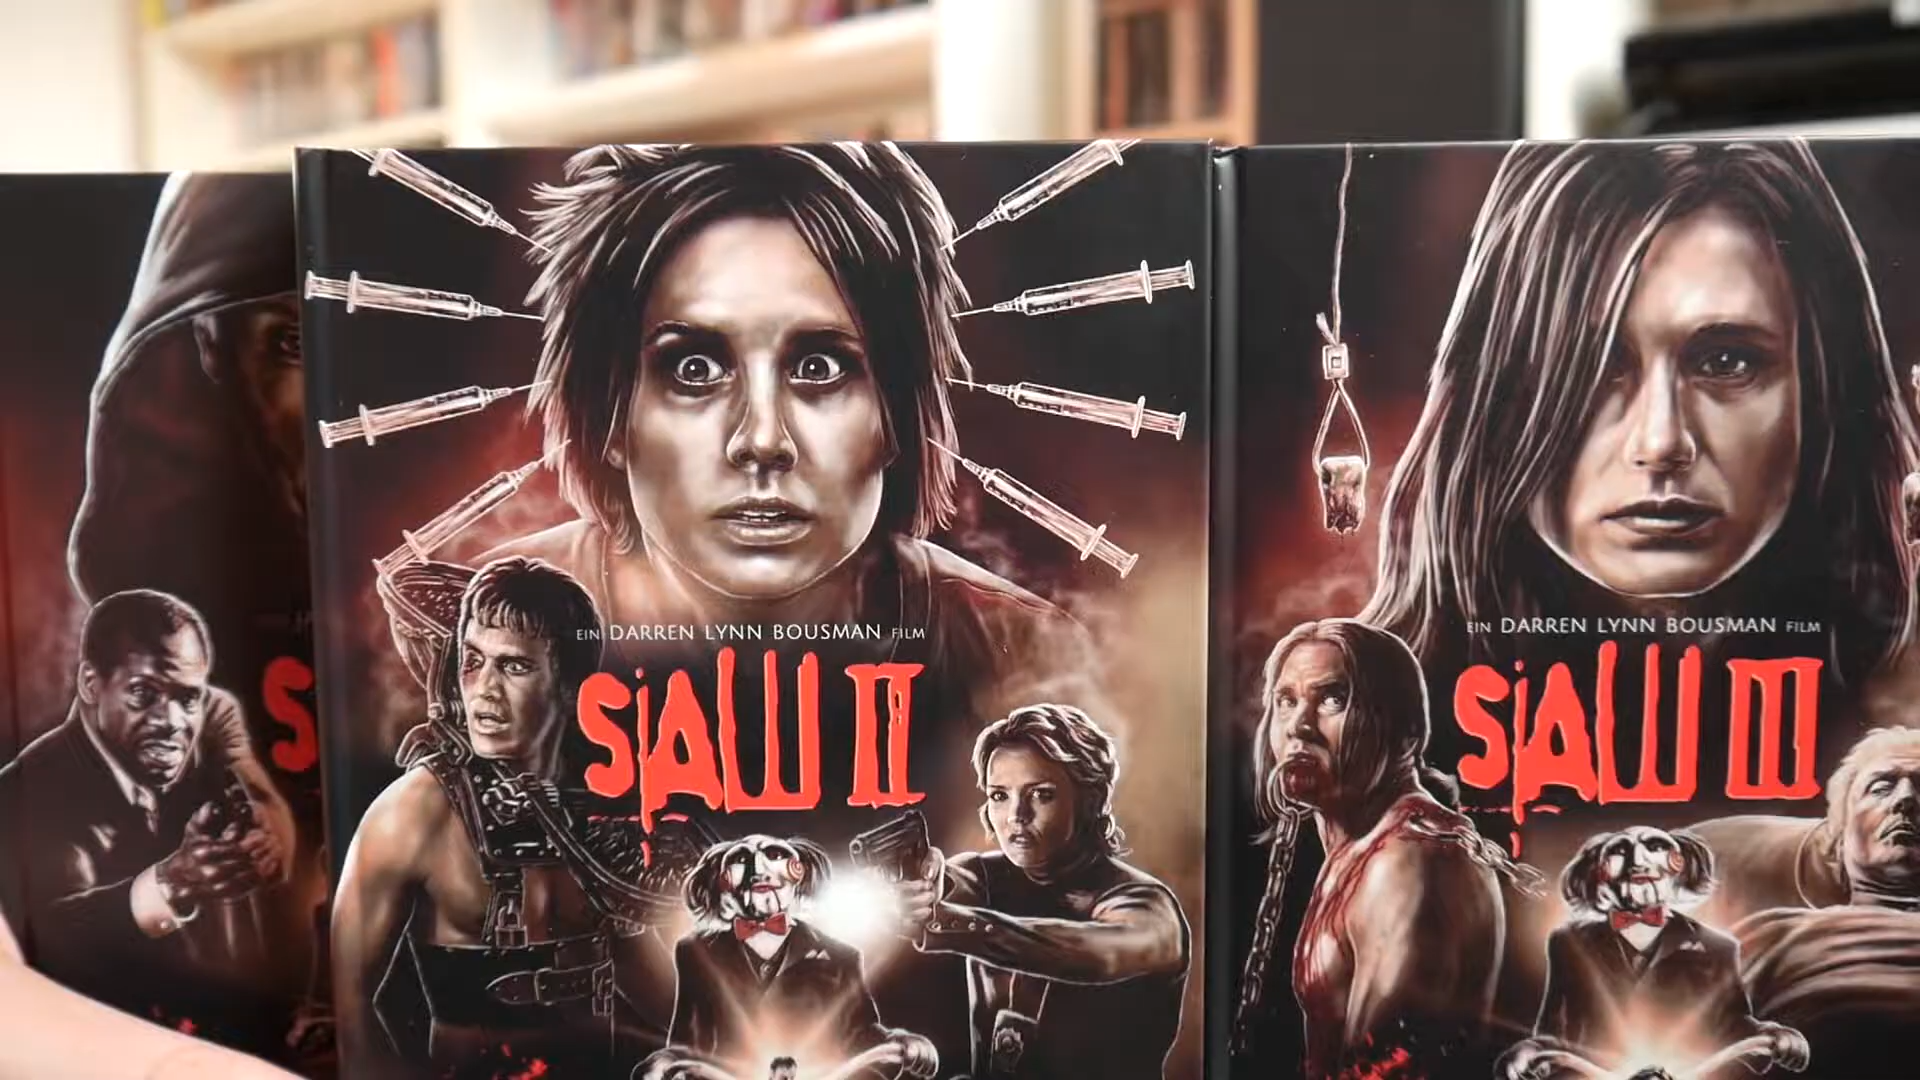 S
EIN DARREN LYNN BOUSMAN FILM
SAW II
EIN DARREN LYNN BOUSMAN FILM
SAW III